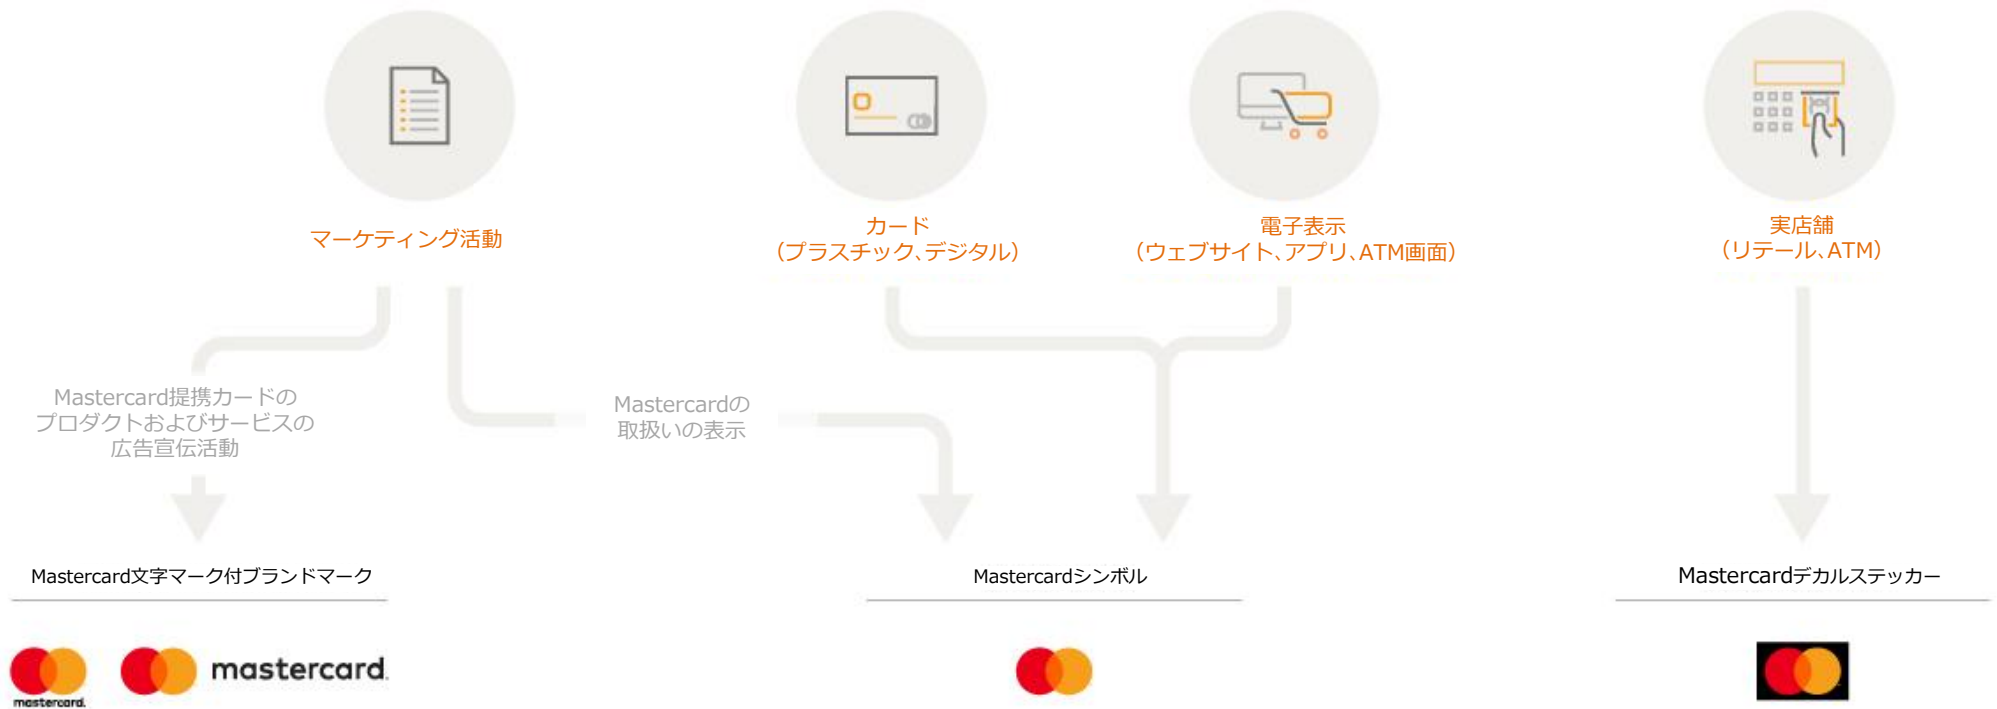 マーケティング活動
カード
（プラスチック、デジタル）
電子表示
（ウェブサイト、アプリ、ATM画面）
実店舗
（リテール、ATM）
Mastercard提携カードの
プロダクトおよびサービスの
広告宣伝活動
Mastercardの
取扱いの表示
Mastercard文字マーク付ブランドマーク
Mastercardシンボル
Mastercardデカルステッカー
mastercard.
mastercard.